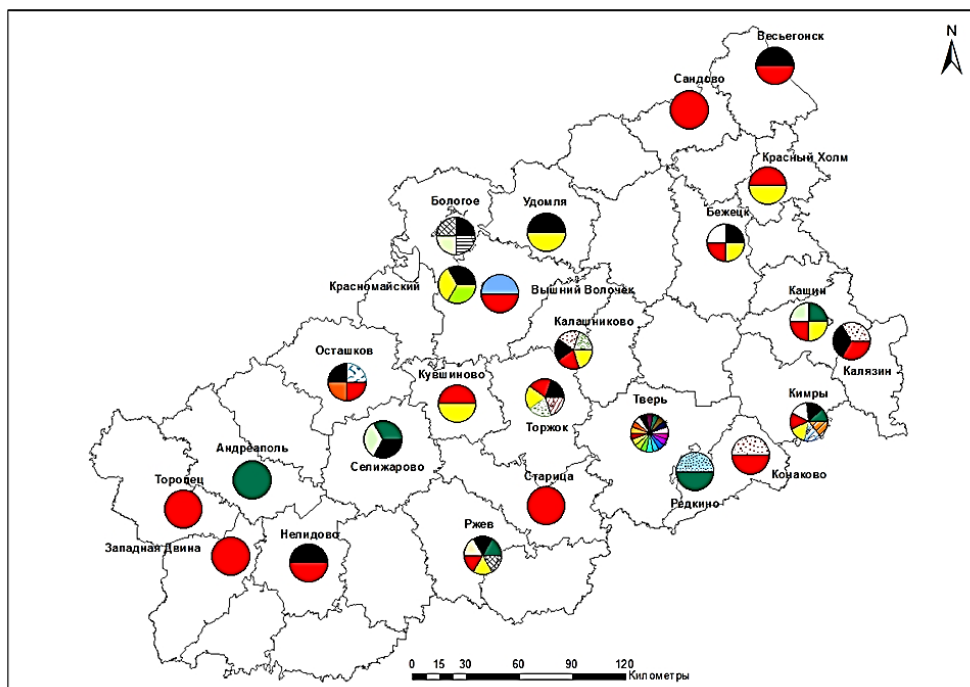 N
Весьегонск
Сандово
Красный Холм
Бологое
Удомля
Бежецк
Красномайский
Вышний Волочек
Кашин
Калашниково
Калязин
Осташков
Кувшиново
Кимры
Тверь
Торжок
Андреаполь
Селижарово
Конаково
Торопец
Старица
Редкино
Ржев
Западная Двина
Нелидово
0 15 30 60 90 120
Километры